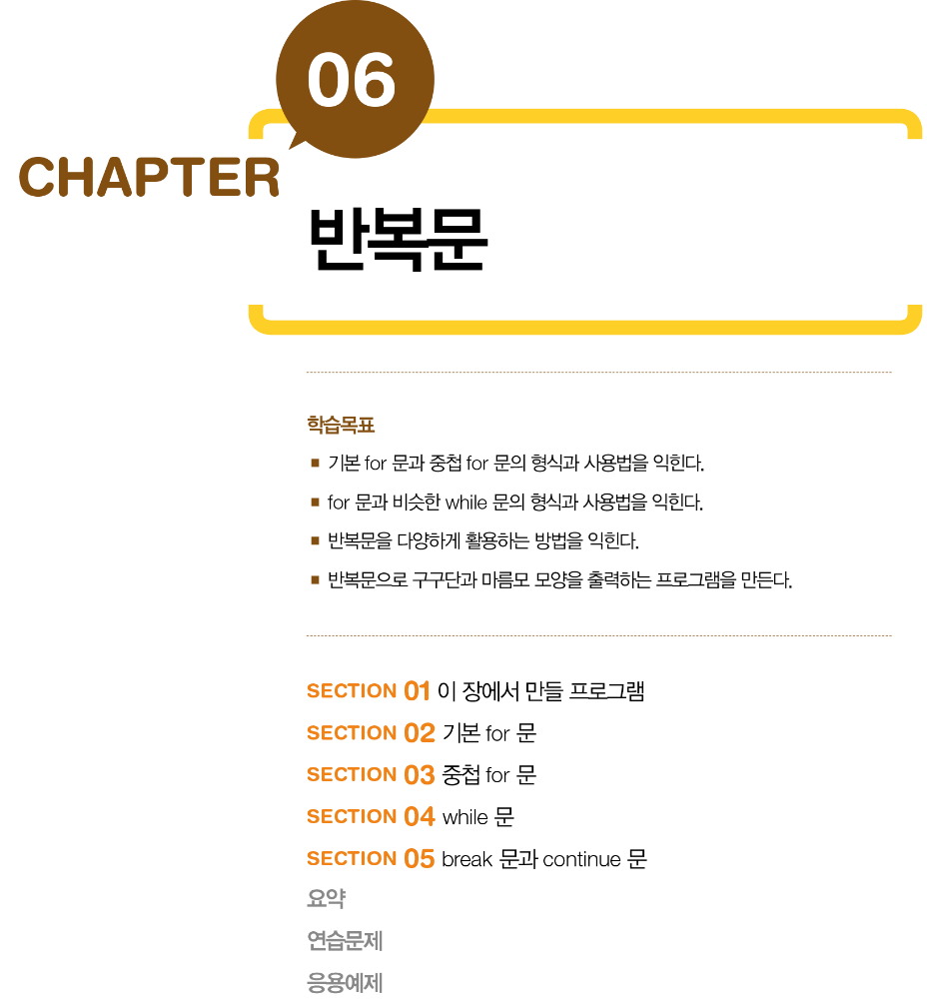 06
CHAPTER
반복문
학습목표
■ 기본 for 문과 중첩 for 문의 형식과 사용법을 익힌다.
■ for 문과 비슷한 while 문의 형식과 사용법을 익힌다.
■ 반복문을 다양하게 활용하는 방법을 익힌다.
■ 반복문으로 구구단과 마름모 모양을 출력하는 프로그램을 만든다.
SECTION 01 이 장에서 만들 프로그램
SECTION 02 기본 for 문
SECTION 03 중첩 for 문
SECTION 04 while 문
SECTION 05 break 문과 continue 문
요약
연습문제
응용예제